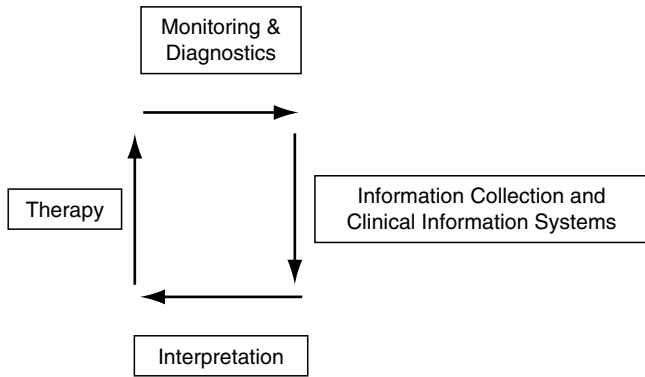 Monitoring &
Diagnostics
Therapy
Information Collection and
Clinical Information Systems
Interpretation